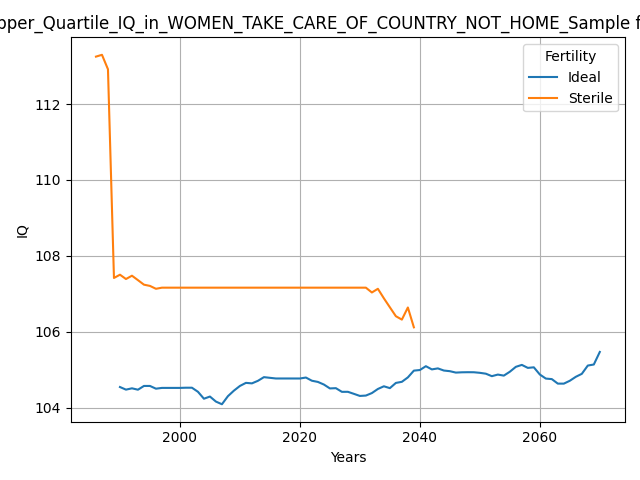 pper_Quartile_IQ_in_WOMEN_TAKE_CARE_OF_COUNTRY_NOT_HOME_Sample f
Fertility
Ideal
Sterile
IQ
112
110
108
106
104
2000
2020
2040
2060
Years